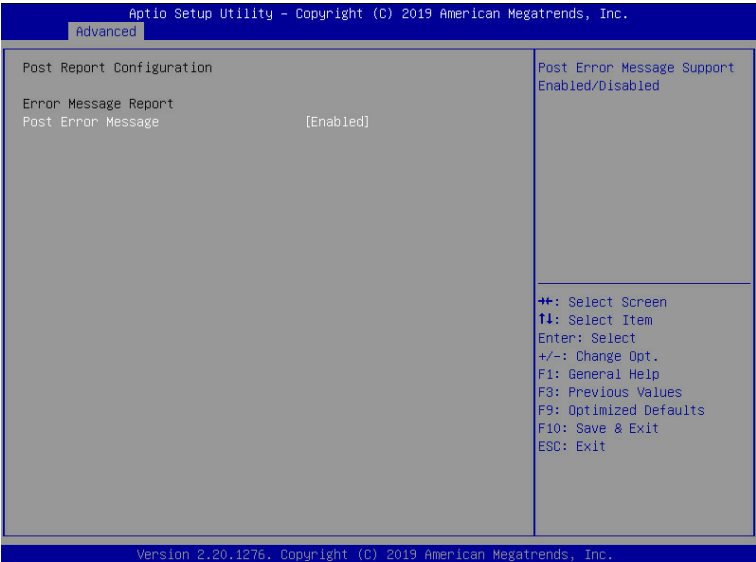 Aptio Setup Utility – Copyright (C) 2019 American Megatrends, Inc.
Advanced
Post Report Configuration
Error Message Report
Post Error Message [Enabled]
Post Error Message Support
Enabled/Disabled
→←: Select Screen
↑↓: Select Item
Enter: Select
+/-: Change Opt.
F1: General Help
F3: Previous Values
F9: Optimized Defaults
F10: Save & Exit
ESC: Exit
Version 2.20.1276. Copyright (C) 2019 American Megatrends, Inc.